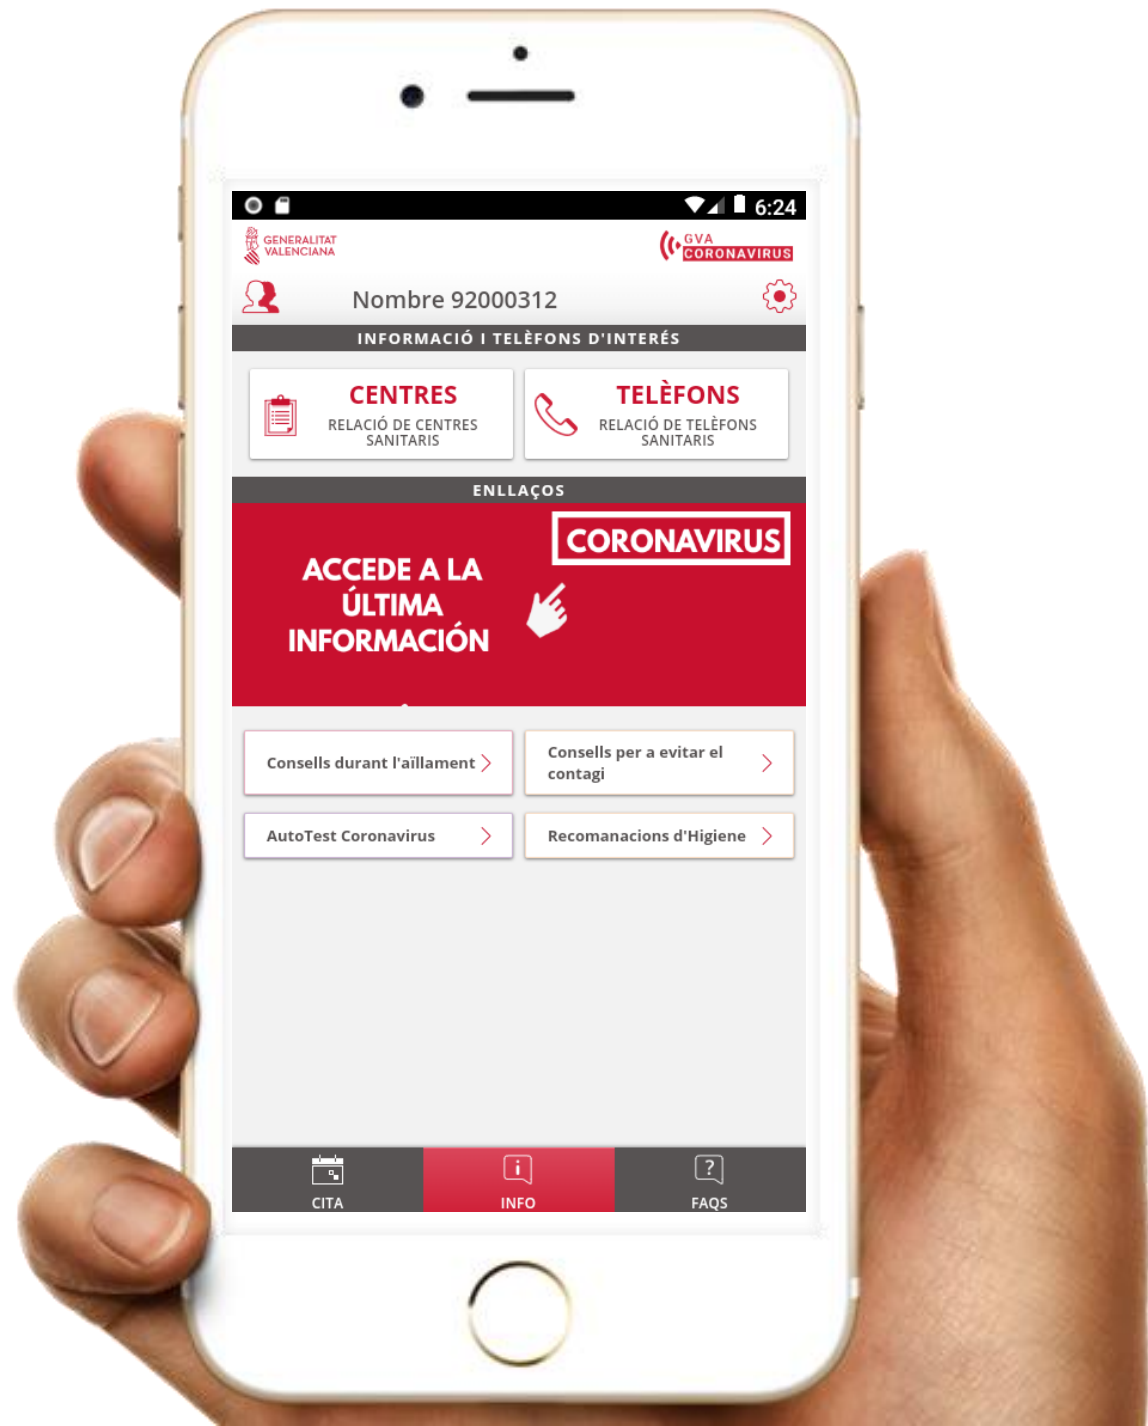 6:24
GENERALITAT
VALENCIANA
GVA
CORONAVIRUS
Nombre 92000312
INFORMACIÓ I TELÈFONS D'INTERÉS
CENTRES
RELACIÓ DE CENTRES
SANITARIS
TELÈFONS
RELACIÓ DE TELÈFONS
SANITARIS
ENLLAÇOS
CORONAVIRUS
ACCEDE A LA
ÚLTIMA
INFORMACIÓN
Consells durant l'aïllament
Consells per a evitar el
contagi
AutoTest Coronavirus
Recomanacions d'Higiene
CITA
INFO
FAQS